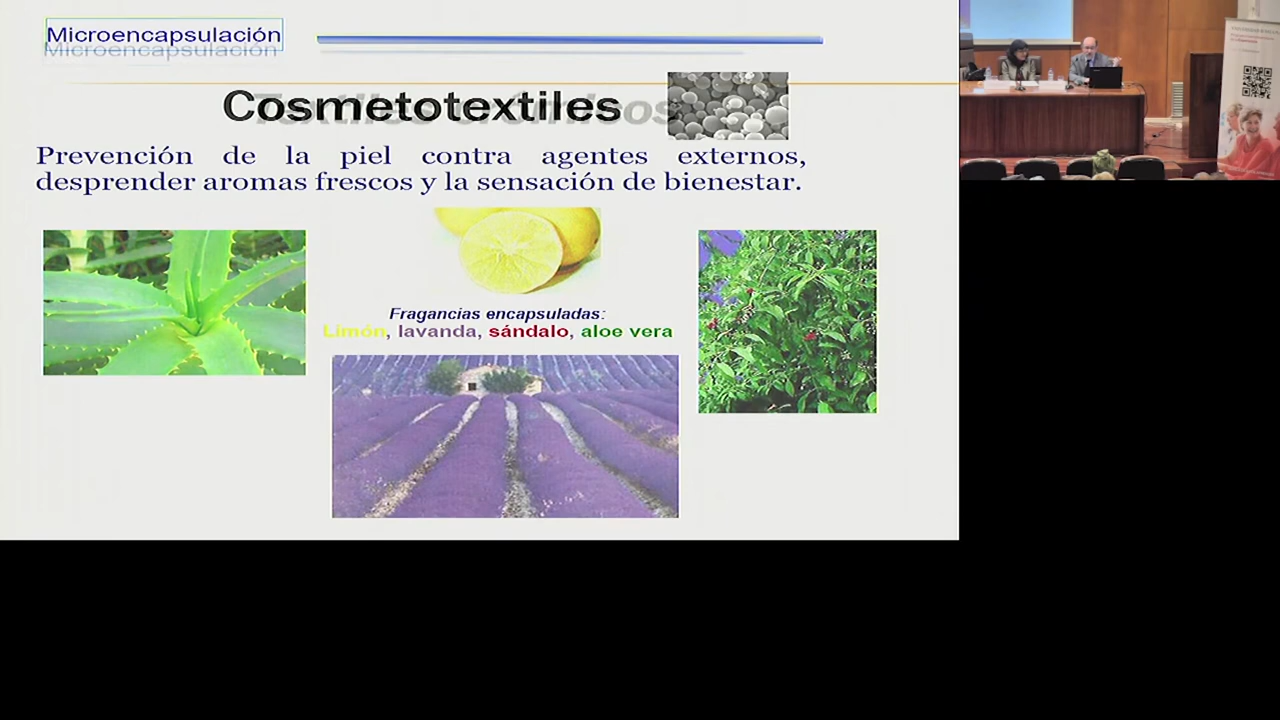 Microencapsulación
Cosmetotextiles
Prevención de la piel contra agentes externos,
desprender aromas frescos y la sensación de bienestar.
Fragancias encapsuladas:
Limón, lavanda, sándalo, aloe vera